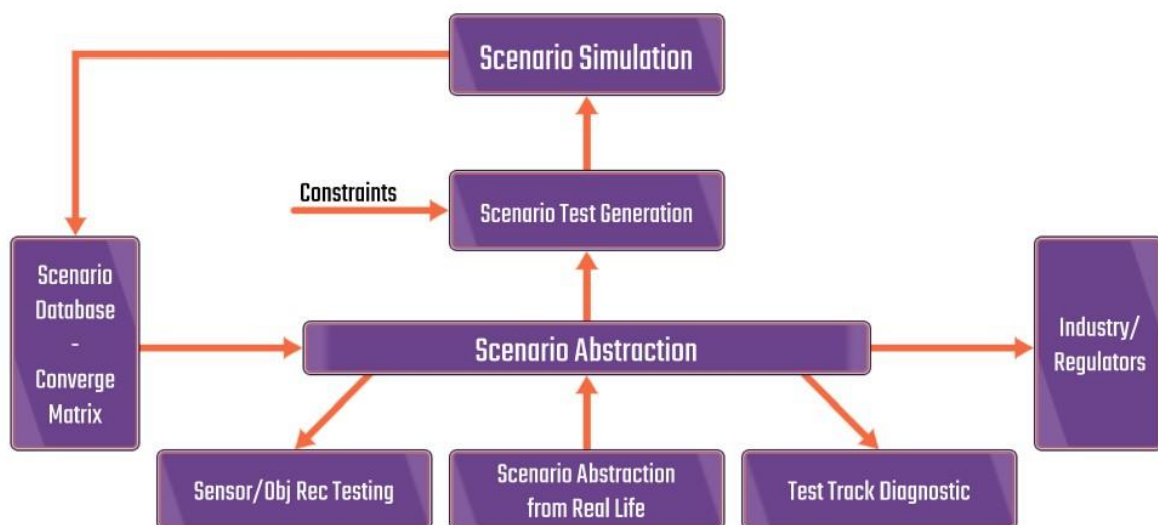 Scenario Simulation
Constraints
Scenario Test Generation
Scenario
Database
-
Converge
Matrix
Scenario Abstraction
Industry/
Regulators
Sensor/Obj Rec Testing
Scenario Abstraction
from Real Life
Test Track Diagnostic